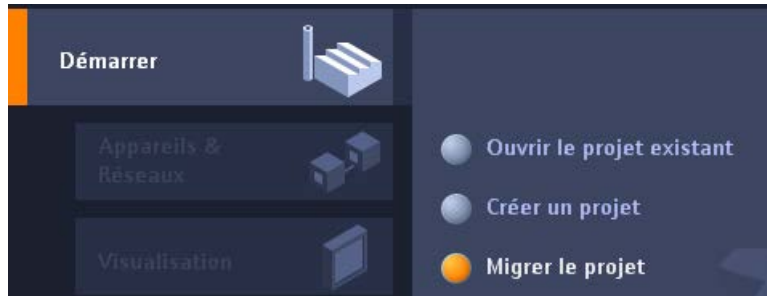 Démarrer
Appareils &
Réseaux
Visualisation
Ouvrir le projet existant
Créer un projet
Migrer le projet